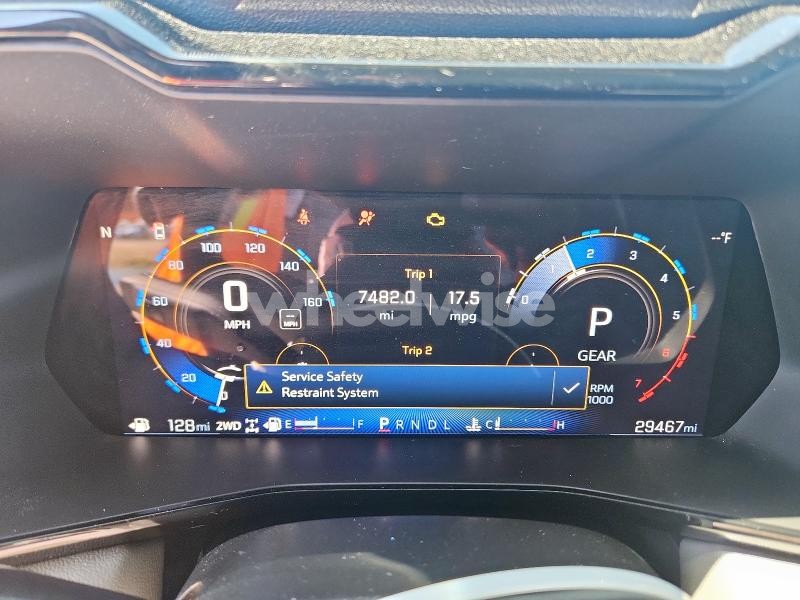 N
--°F
100 120
80 140
60 160
40
20
0
0
MPH
--
MPH
Trip 1
7482.0 17.5
mi mpg
Trip 2
0 1 2 3 4 5 6 7
P
GEAR
RPM
1000
Service Safety
Restraint System
128mi 2WD E F P R N D L C H 29467mi
wheelwise